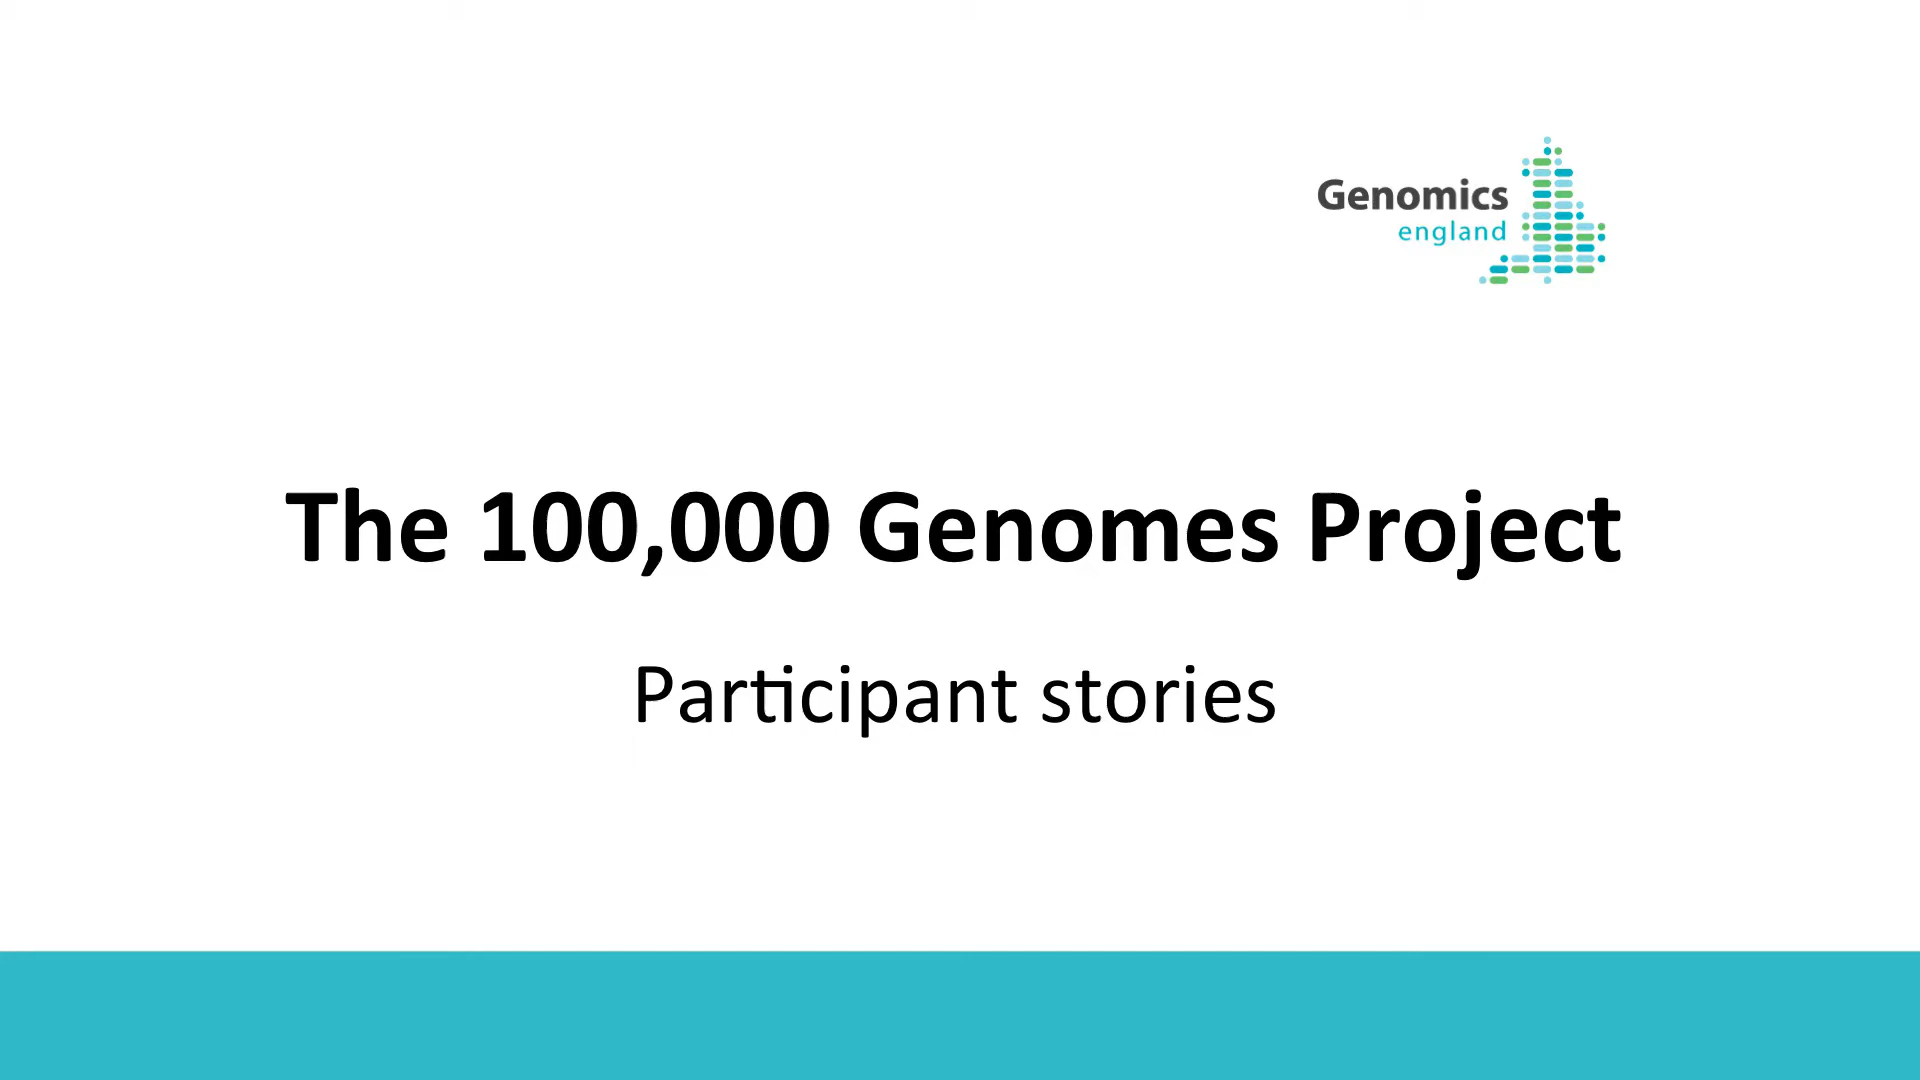 Genomics
england
The 100,000 Genomes Project
Participant stories